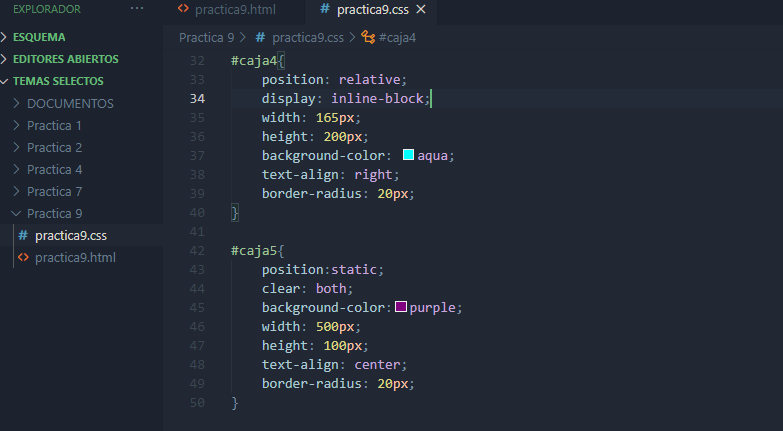 EXPLORADOR ···
practica9.html
practica9.css
ESQUEMA
EDITORES ABIERTOS
TEMAS SELECTOS
DOCUMENTOS
Practica 1
Practica 2
Practica 4
Practica 7
Practica 9
# practica9.css
<> practica9.html
Practica 9 > # practica9.css > #caja4
32 #caja4{
33 position: relative;
34 display: inline-block;
35 width: 165px;
36 height: 200px;
37 background-color: aqua;
38 text-align: right;
39 border-radius: 20px;
40 }
41
42 #caja5{
43 position:static;
44 clear: both;
45 background-color:purple;
46 width: 500px;
47 height: 100px;
48 text-align: center;
49 border-radius: 20px;
50 }